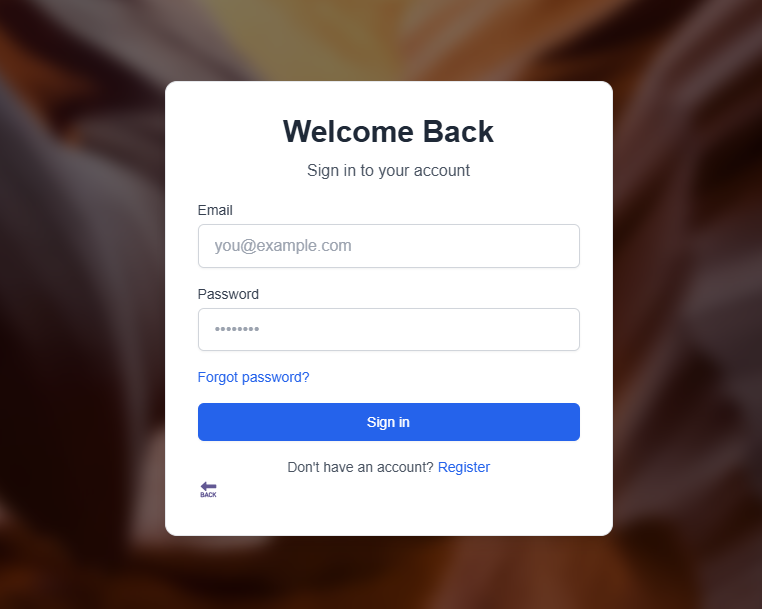 Welcome Back
Sign in to your account
Email
you@example.com
Password
••••••••
Forgot password?
Sign in
Don't have an account? Register
BACK